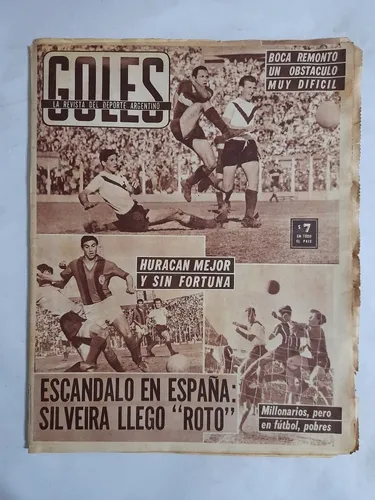 GOLES
LA REVISTA DEL DEPORTE ARGENTINO
BOCA REMONTO
UN OBSTACULO
MUY DIFICIL
$ 7
EN TODO
EL PAIS
HURACAN MEJOR
Y SIN FORTUNA
ESCANDALO EN ESPAÑA:
SILVEIRA LLEGO "ROTO"
Millonarios, pero
en fútbol, pobres